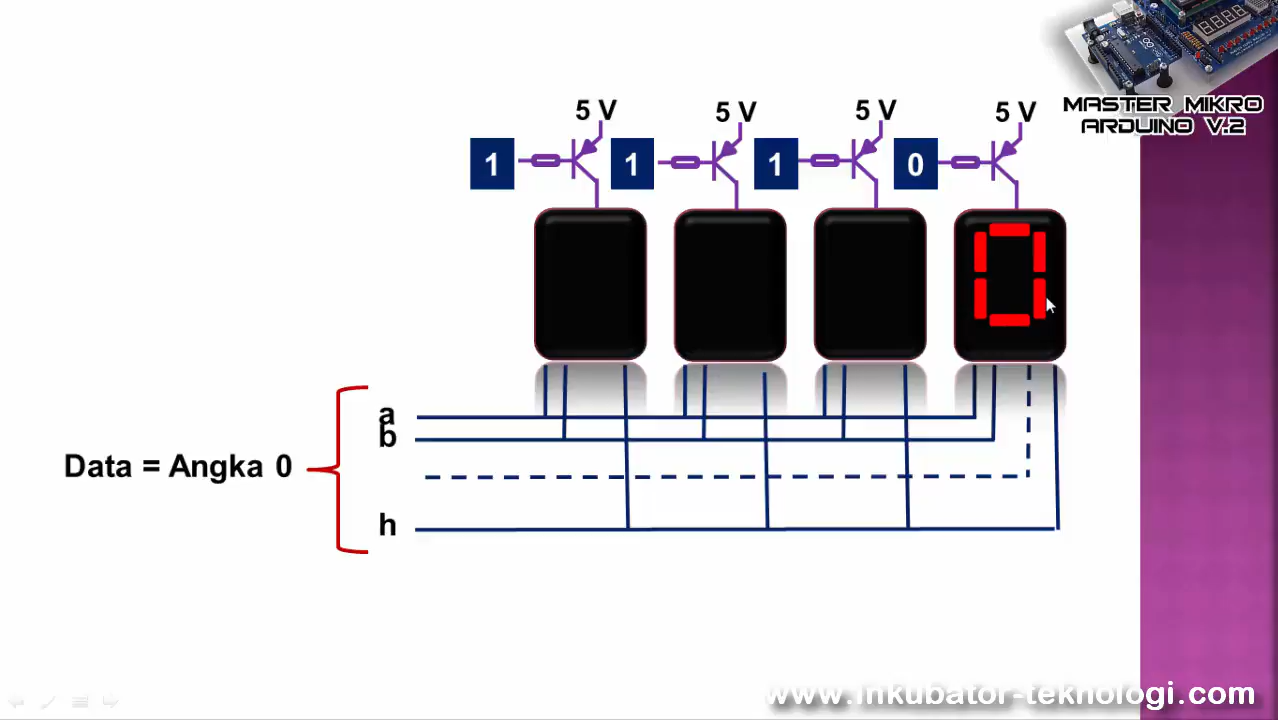 MASTER MIKRO
ARDUINO V.2
5 V 5 V 5 V 5 V
1 1 1 0
0
a
b
Data = Angka 0
h
www.inkubator-teknologi.com